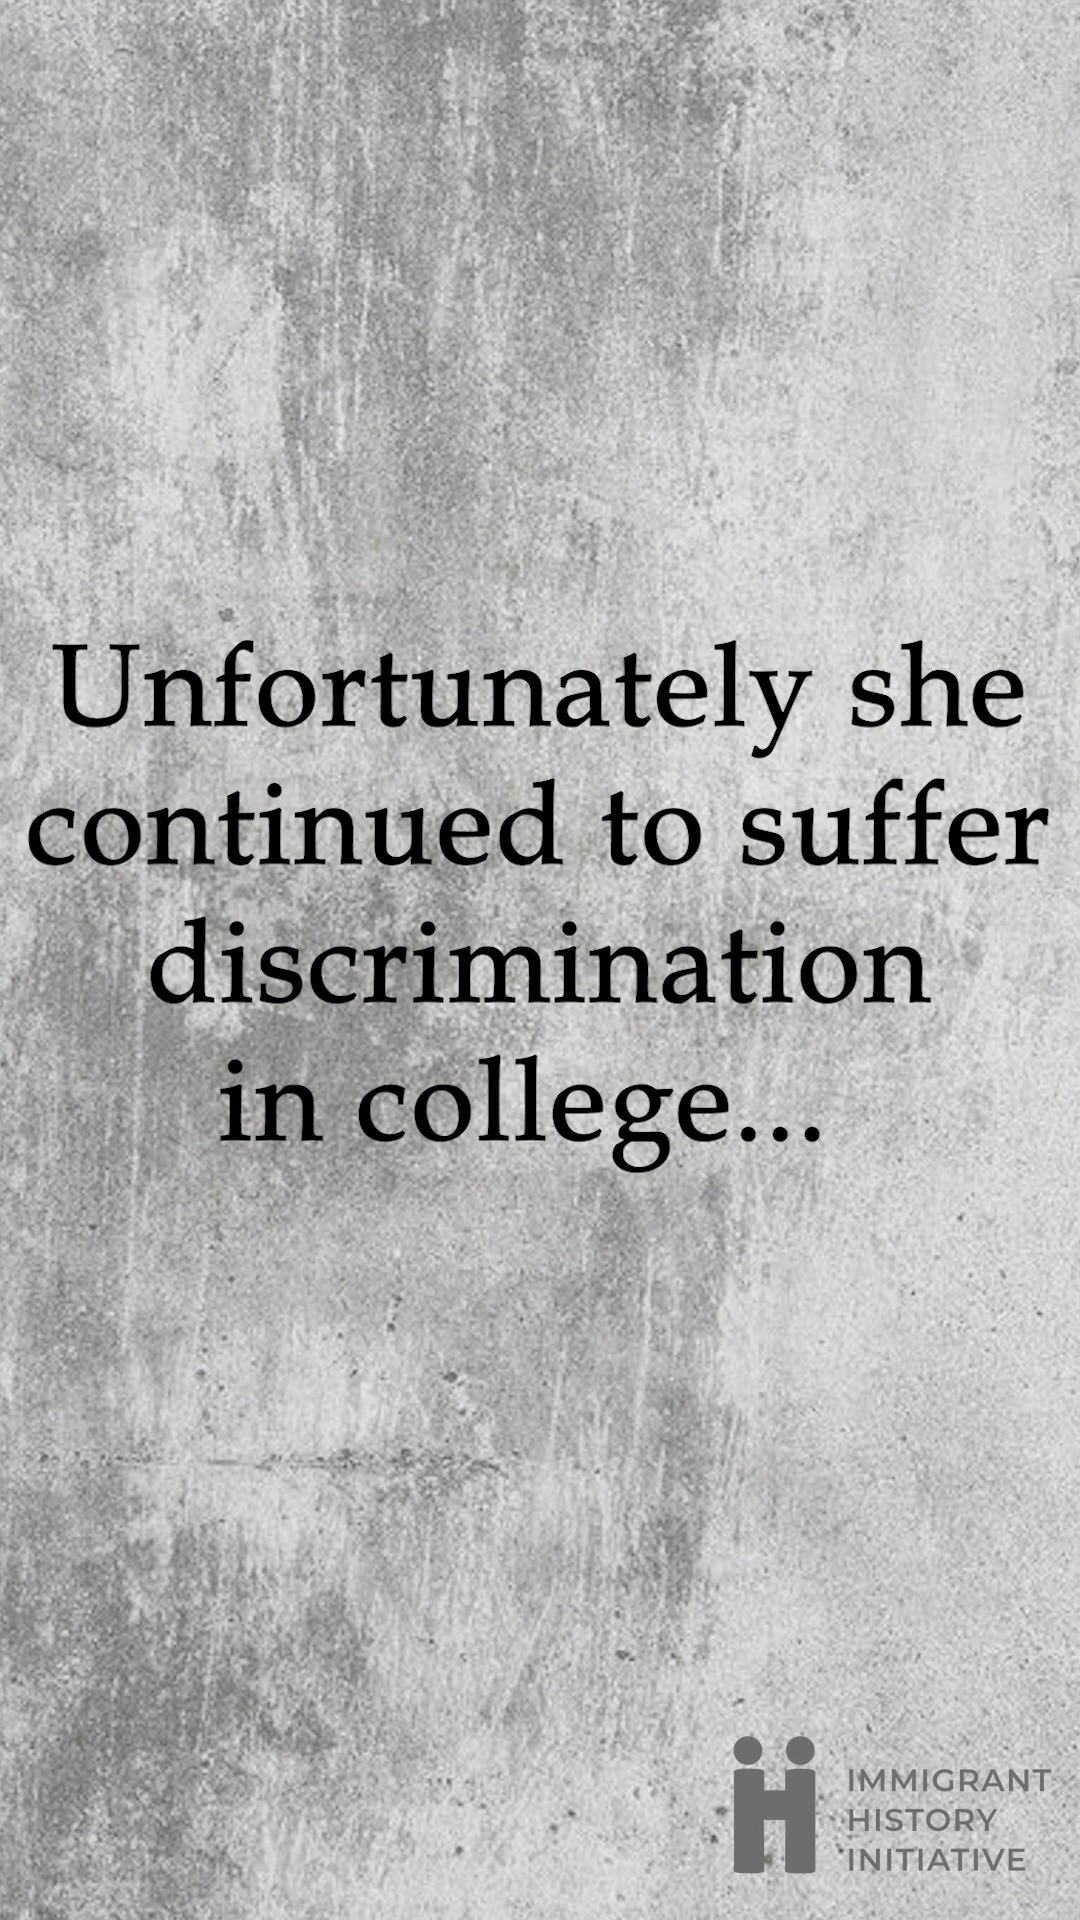 Unfortunately she
continued to suffer
discrimination
in college...
IMMIGRANT
HISTORY
INITIATIVE